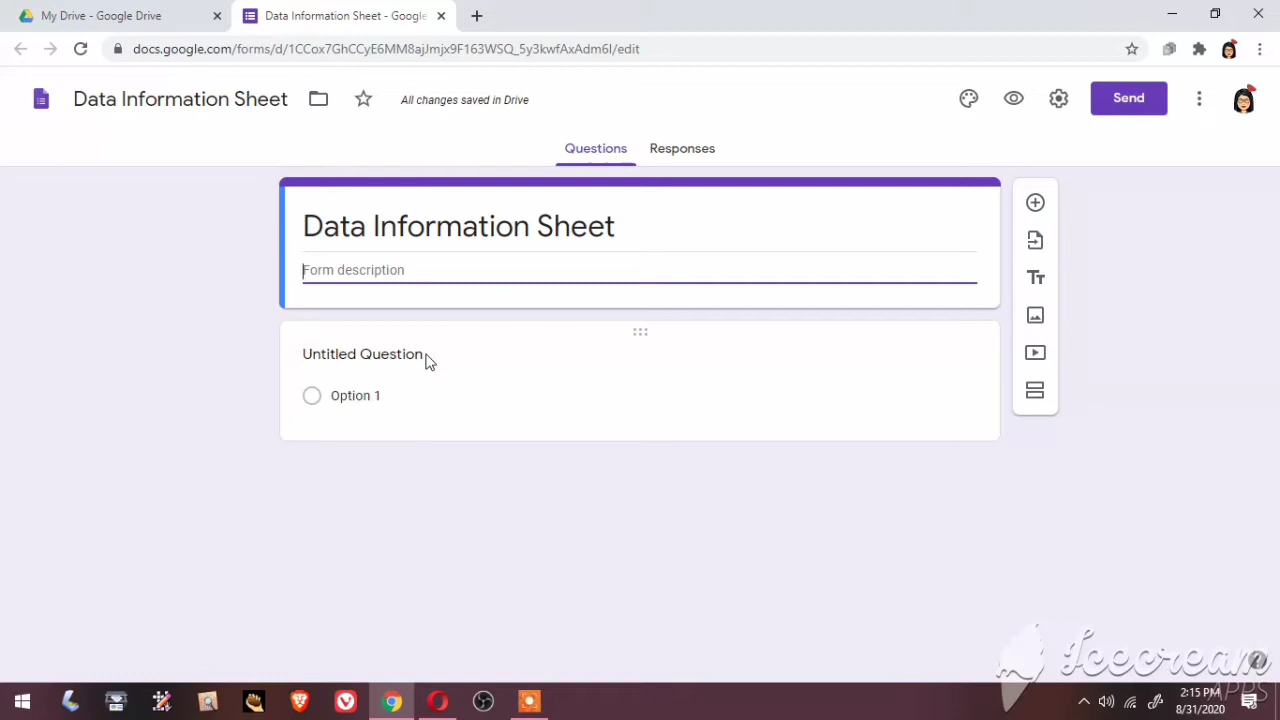 My Drive - Google Drive
Data Information Sheet - Google
docs.google.com/forms/d/1CCox7GhCCyE6MM8ajJmjx9F163WSQ_5y3kwfAxAdm6I/edit
Data Information Sheet
All changes saved in Drive
Send
Questions
Responses
Data Information Sheet
Form description
Untitled Question
Option 1
Icecream
APPS
2:15 PM
8/31/2020